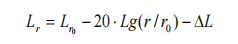 L_r = L_{r_0} − 20 · Lg(r / r_0) − ΔL